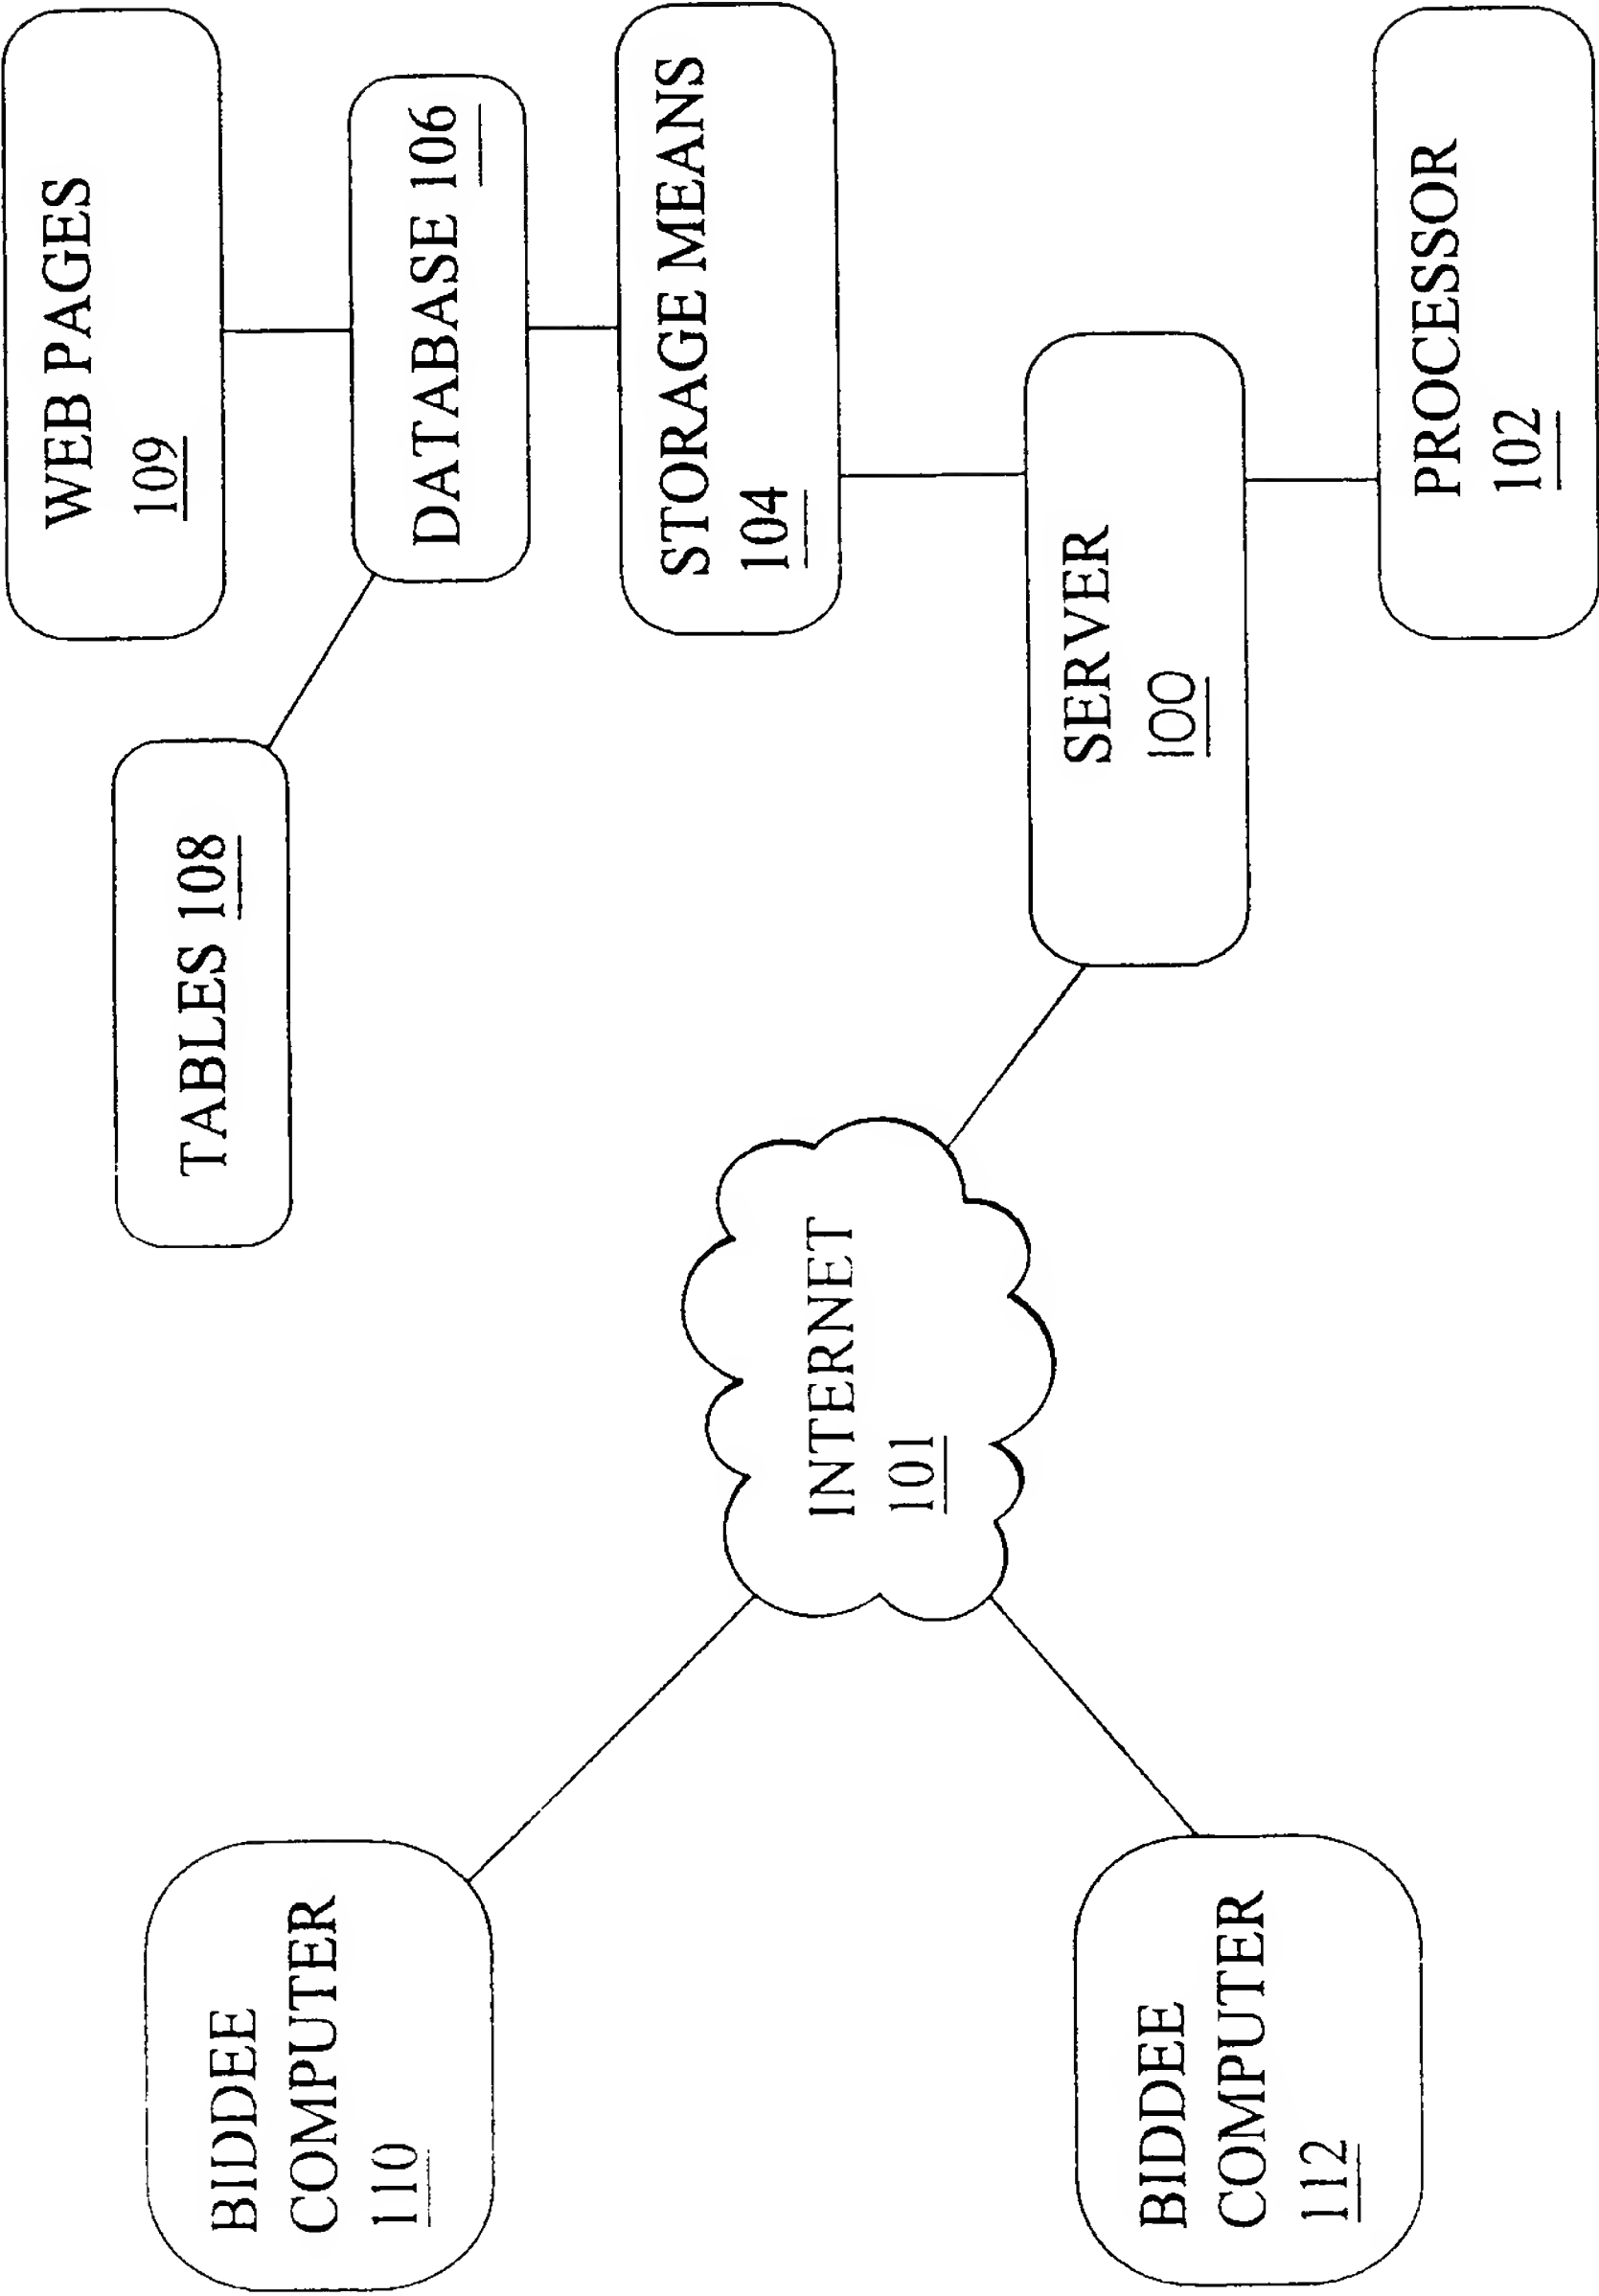 WEB PAGES
109
TABLES 108
DATABASE 106
BIDDEE
COMPUTER
110
STORAGE MEANS
104
INTERNET
101
SERVER
100
BIDDEE
COMPUTER
112
PROCESSOR
102